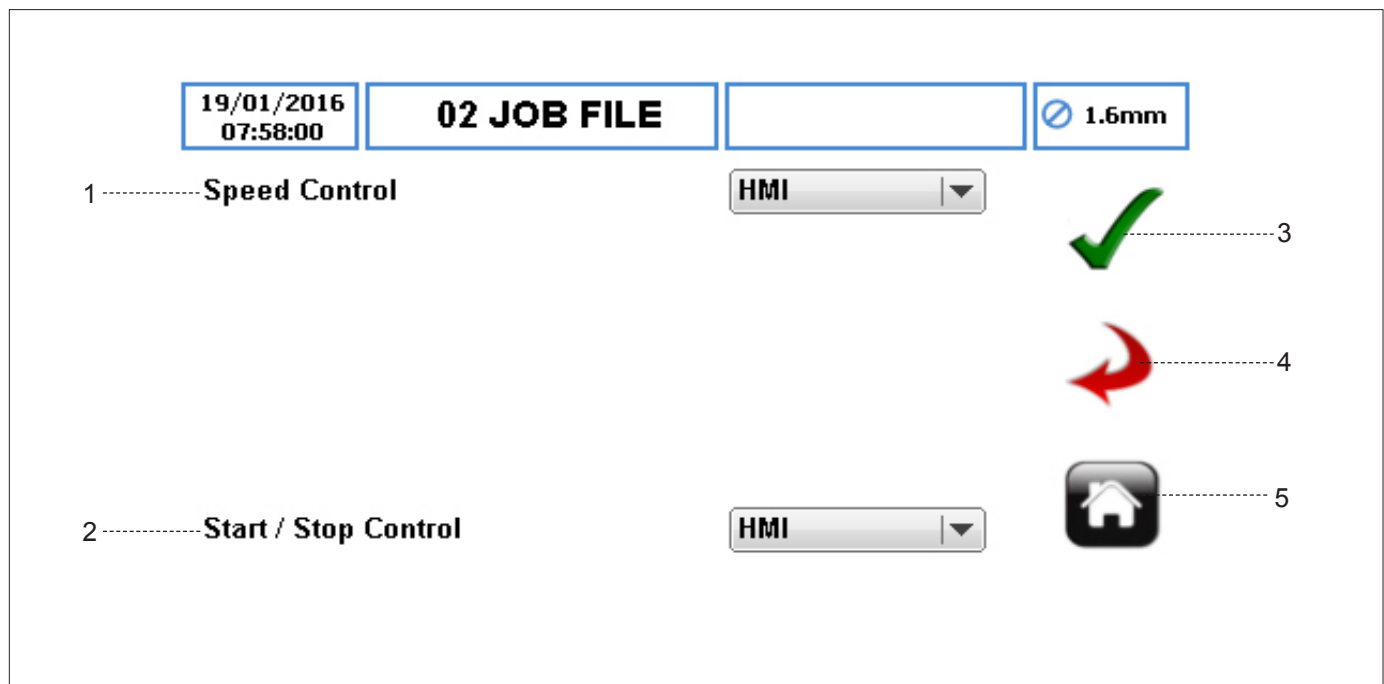 19/01/2016
07:58:00
02 JOB FILE
1.6mm
1 Speed Control HMI
3
4
5
2 Start / Stop Control HMI